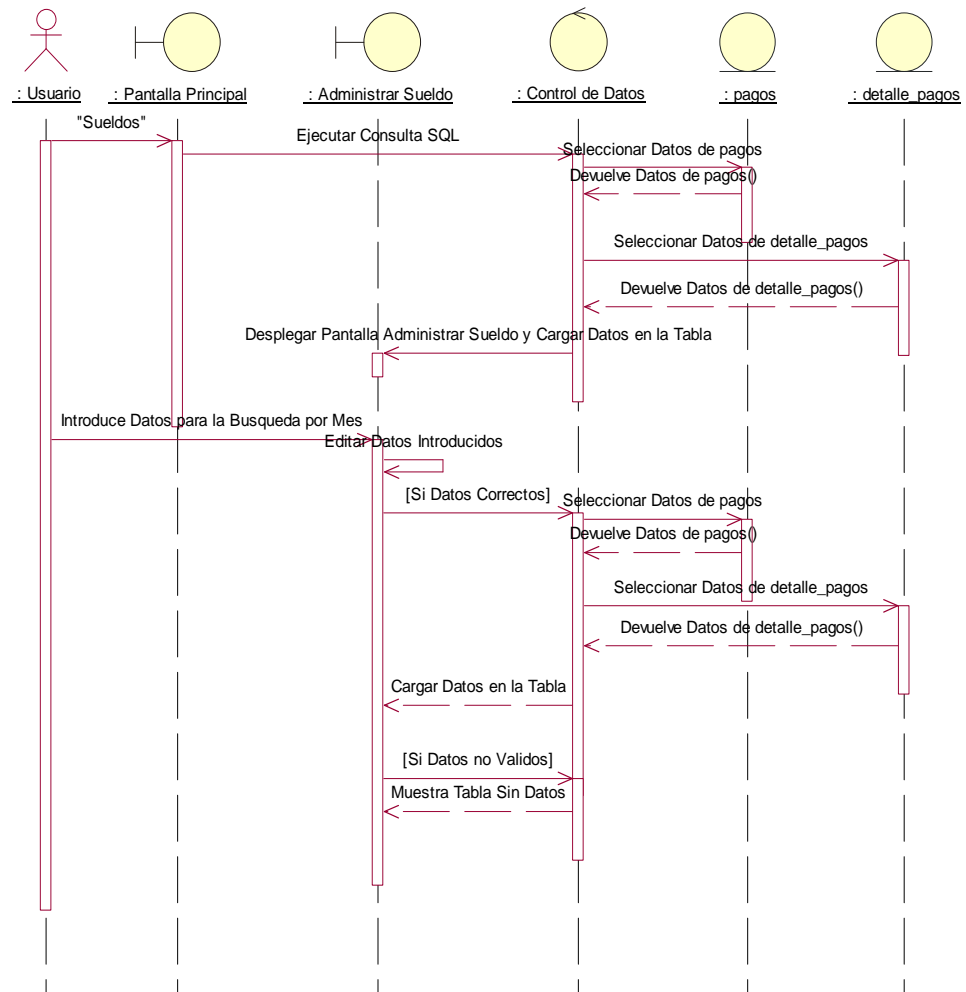 : Usuario
: Pantalla Principal
: Administrar Sueldo
: Control de Datos
: pagos
: detalle_pagos
"Sueldos"
Ejecutar Consulta SQL
Seleccionar Datos de pagos
Devuelve Datos de pagos()
Seleccionar Datos de detalle_pagos
Devuelve Datos de detalle_pagos()
Desplegar Pantalla Administrar Sueldo y Cargar Datos en la Tabla
Introduce Datos para la Busqueda por Mes
Editar Datos Introducidos
[Si Datos Correctos]
Seleccionar Datos de pagos
Devuelve Datos de pagos()
Seleccionar Datos de detalle_pagos
Devuelve Datos de detalle_pagos()
Cargar Datos en la Tabla
[Si Datos no Validos]
Muestra Tabla Sin Datos